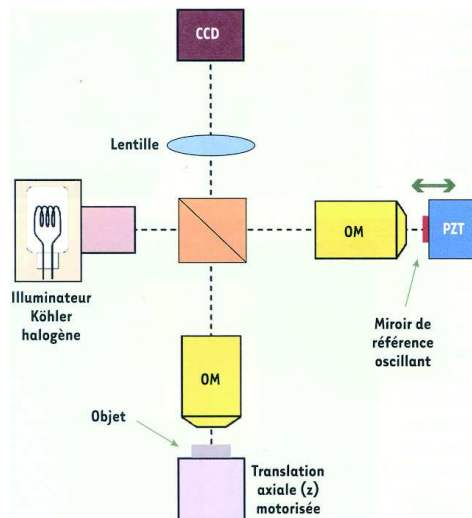 CCD
Lentille
OM
PZT
Illuminateur
Köhler
halogène
Miroir de
référence
oscillant
OM
Objet
Translation
axiale (z)
motorisée